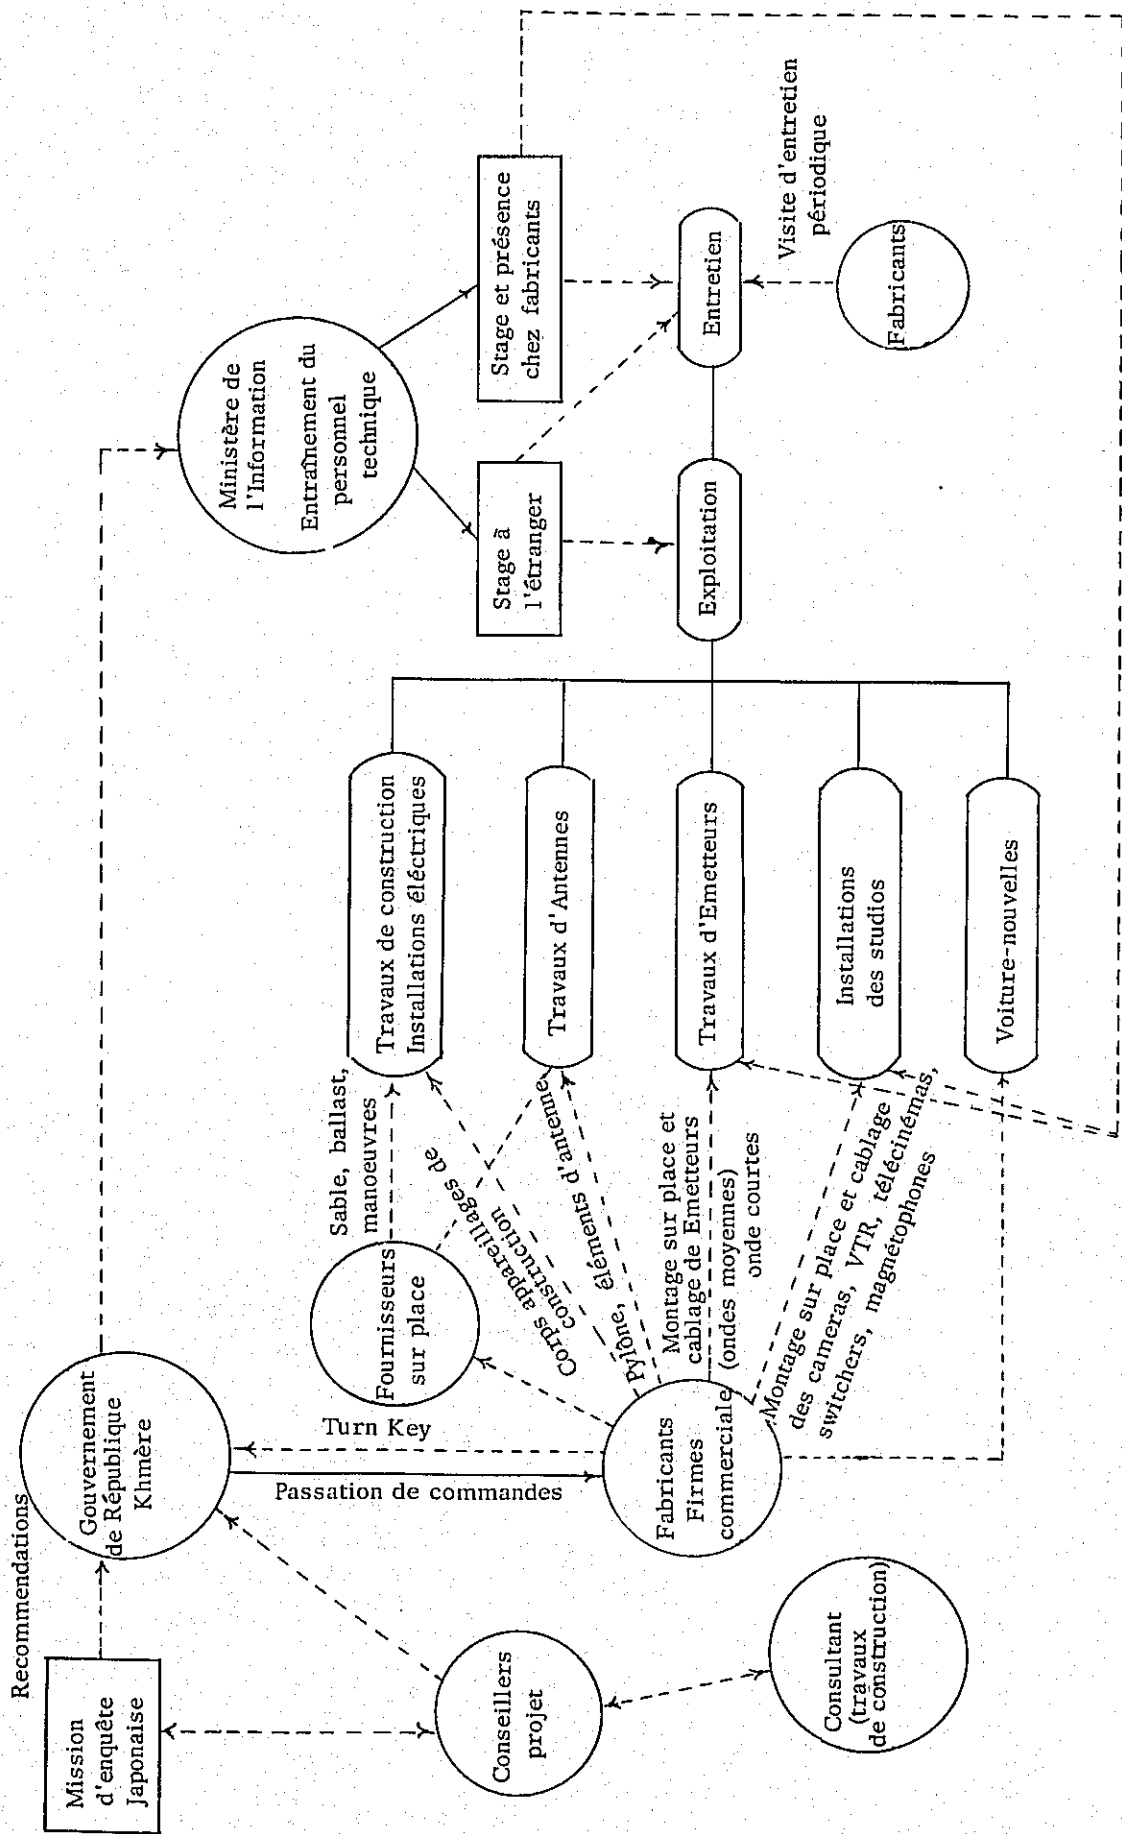 Recommendations
Mission
d'enquête
Japonaise
Gouvernement
de République
Khmère
Ministère de
l'Information
Entraînement du
personnel
technique
Conseillers
projet
Consultant
(travaux
de construction)
Turn Key
Passation de commandes
Fabricants
Firmes
commerciale
Fournisseurs
sur place
Sable, ballast,
manoeuvres
Corps appareillages de
construction
Pylône, éléments d'antenne
Montage sur place et
cablage de Emetteurs
(ondes moyennes)
onde courtes
Montage sur place et cablage
des cameras, VTR, télécinémas,
switchers, magnétophones
Travaux de construction
Installations éléctriques
Travaux d'Antennes
Travaux d'Emetteurs
Installations
des studios
Voiture-nouvelles
Stage à
l'étranger
Stage et présence
chez fabricants
Exploitation
Entretien
Visite d'entretien
périodique
Fabricants